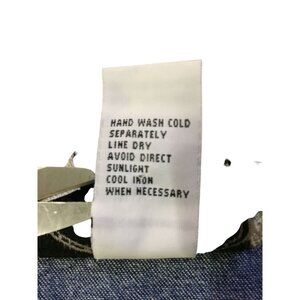 HAND WASH COLD
SEPARATELY
LINE DRY
AVOID DIRECT
SUNLIGHT
COOL IRON
WHEN NECESSARY